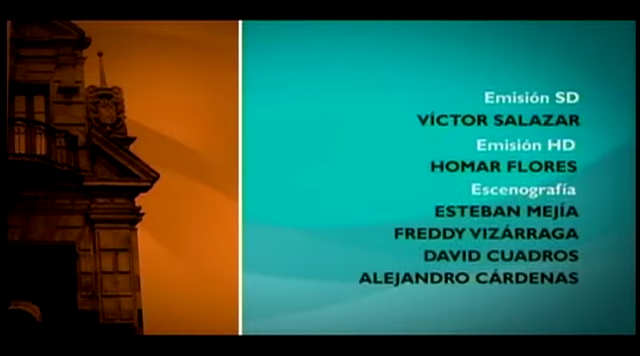 Emisión SD
VÍCTOR SALAZAR
Emisión HD
HOMAR FLORES
Escenografía
ESTEBAN MEJÍA
FREDDY VIZÁRRAGA
DAVID CUADROS
ALEJANDRO CÁRDENAS